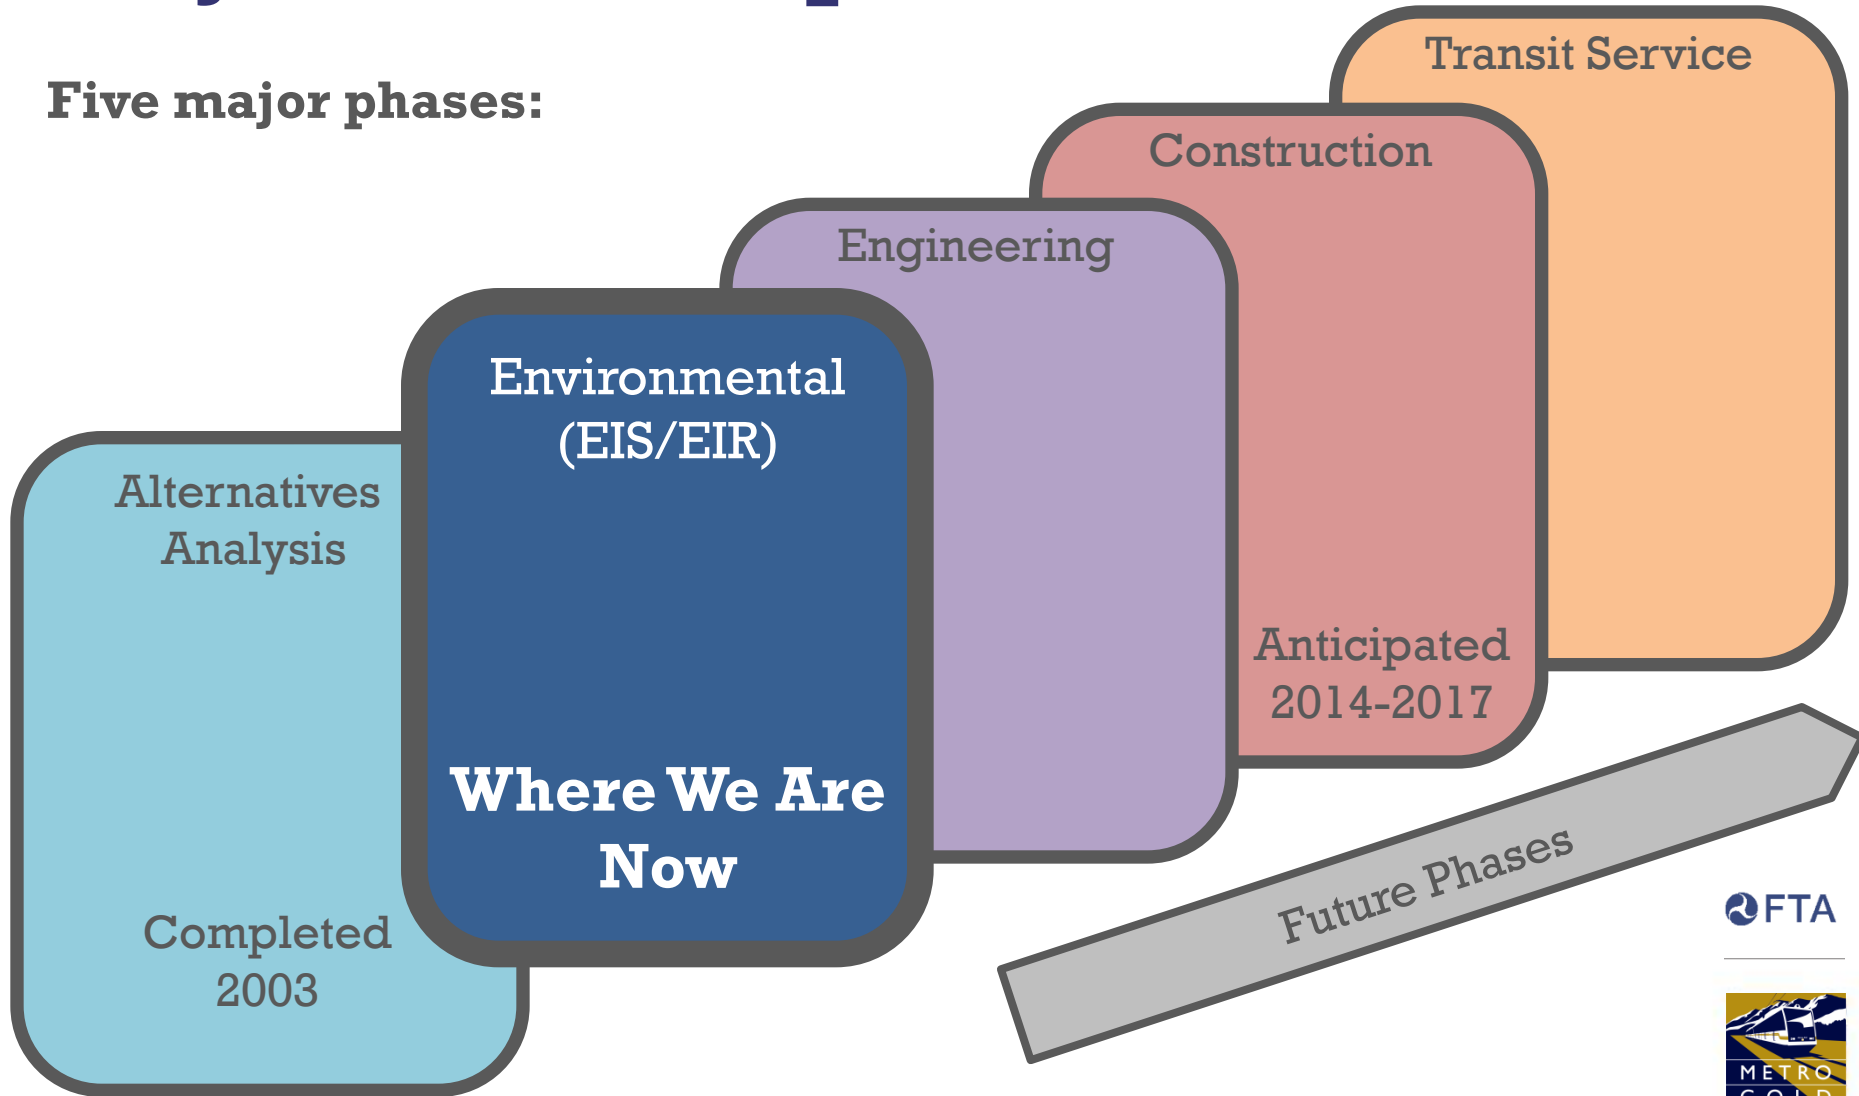 Five major phases:
Transit Service
Construction
Engineering
Environmental
(EIS/EIR)
Alternatives
Analysis
Anticipated
2014-2017
Where We Are
Now
Completed
2003
Future Phases
FTA
METRO
GOLD